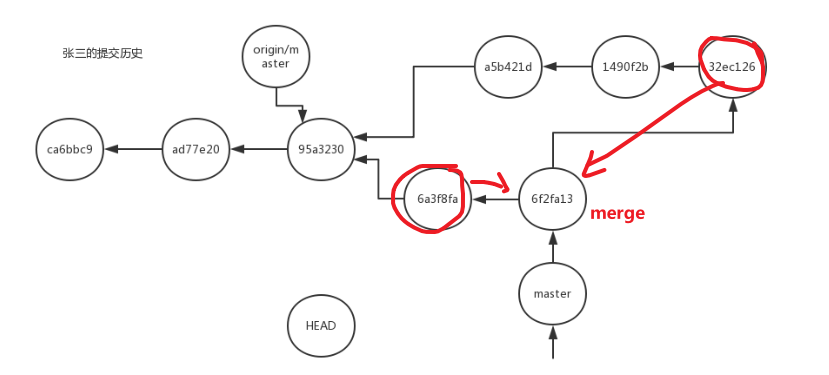 张三的提交历史
origin/m
aster
a5b421d
1490f2b
32ec126
ca6bbc9
ad77e20
95a3230
6a3f8fa
6f2fa13
merge
master
HEAD